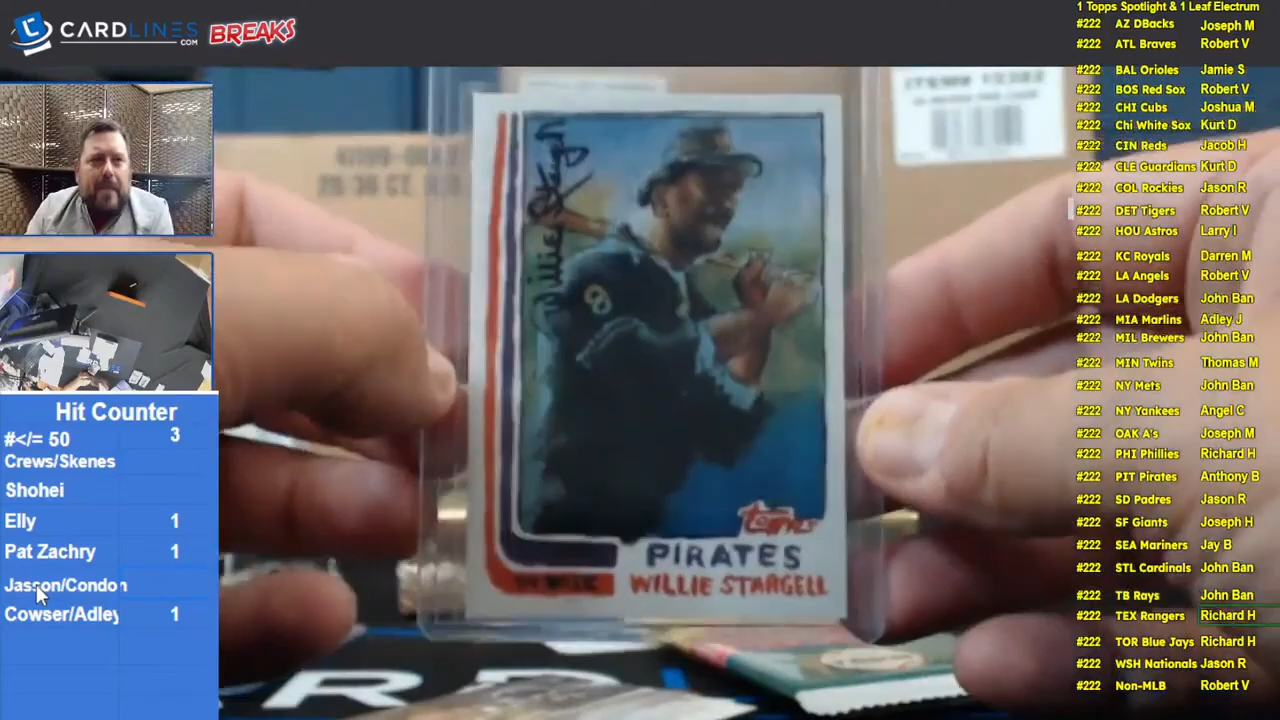 CARDLINES
.COM
BREAKS
1 Topps Spotlight & 1 Leaf Electrum
#222 AZ DBacks Joseph M
#222 ATL Braves Robert V
#222 BAL Orioles Jamie S
#222 BOS Red Sox Robert V
#222 CHI Cubs Joshua M
#222 Chi White Sox Kurt D
#222 CIN Reds Jacob H
#222 CLE Guardians Kurt D
#222 COL Rockies Jason R
#222 DET Tigers Robert V
#222 HOU Astros Larry I
#222 KC Royals Darren M
#222 LA Angels Robert V
#222 LA Dodgers John Ban
#222 MIA Marlins Adley J
#222 MIL Brewers John Ban
#222 MIN Twins Thomas M
#222 NY Mets John Ban
#222 NY Yankees Angel C
#222 OAK A's Joseph M
#222 PHI Phillies Richard H
#222 PIT Pirates Anthony B
#222 SD Padres Jason R
#222 SF Giants Joseph H
#222 SEA Mariners Jay B
#222 STL Cardinals John Ban
#222 TB Rays John Ban
#222 TEX Rangers Richard H
#222 TOR Blue Jays Richard H
#222 WSH Nationals Jason R
#222 Non-MLB Robert V
Willie Stargell
8
topps
PIRATES
WILLIE STARGELL
Hit Counter
#</= 50 3
Crews/Skenes
Shohei
Elly 1
Pat Zachry 1
Jasson/Condon
Cowser/Adley 1